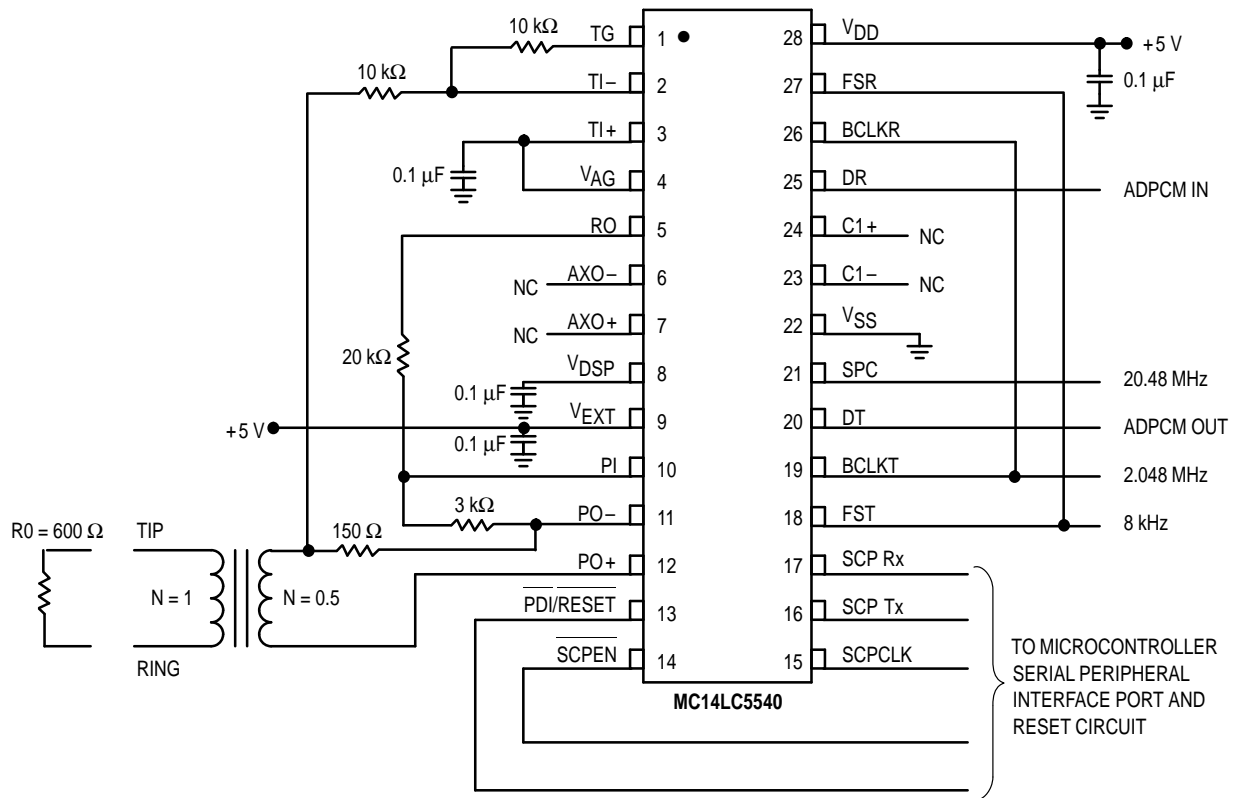 10 kΩ
TG
1
28
VDD
+5 V
10 kΩ
TI–
2
27
FSR
0.1 µF
TI+
3
26
BCLKR
0.1 µF
VAG
4
25
DR
ADPCM IN
RO
5
24
C1+
NC
NC
AXO–
6
23
C1–
NC
NC
AXO+
7
22
VSS
20 kΩ
VDSP
8
21
SPC
20.48 MHz
0.1 µF
+5 V
VEXT
9
20
DT
ADPCM OUT
0.1 µF
PI
10
19
BCLKT
2.048 MHz
3 kΩ
PO–
11
18
FST
8 kHz
R0 = 600 Ω
TIP
150 Ω
PO+
12
17
SCP Rx
N = 1
N = 0.5
PDI/RESET
13
16
SCP Tx
RING
SCPEN
14
15
SCPCLK
MC14LC5540
TO MICROCONTROLLER
SERIAL PERIPHERAL
INTERFACE PORT AND
RESET CIRCUIT